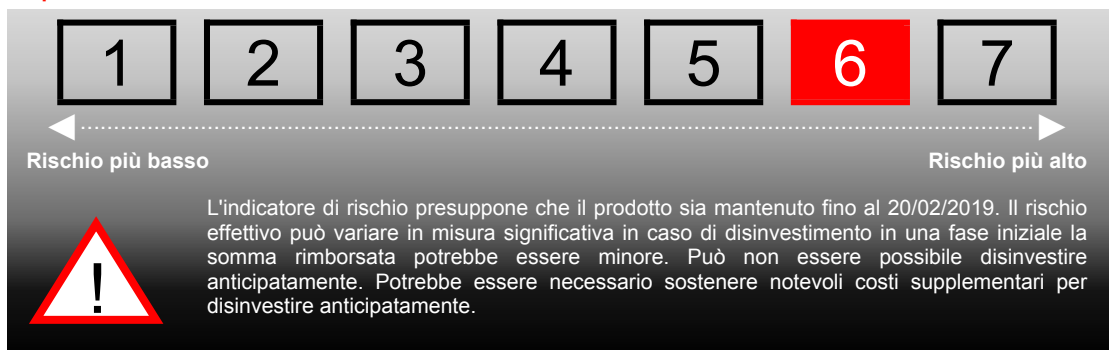 1 2 3 4 5 6 7
Rischio più basso Rischio più alto
L'indicatore di rischio presuppone che il prodotto sia mantenuto fino al 20/02/2019. Il rischio
effettivo può variare in misura significativa in caso di disinvestimento in una fase iniziale la
somma rimborsata potrebbe essere minore. Può non essere possibile disinvestire
anticipatamente. Potrebbe essere necessario sostenere notevoli costi supplementari per
disinvestire anticipatamente.
!